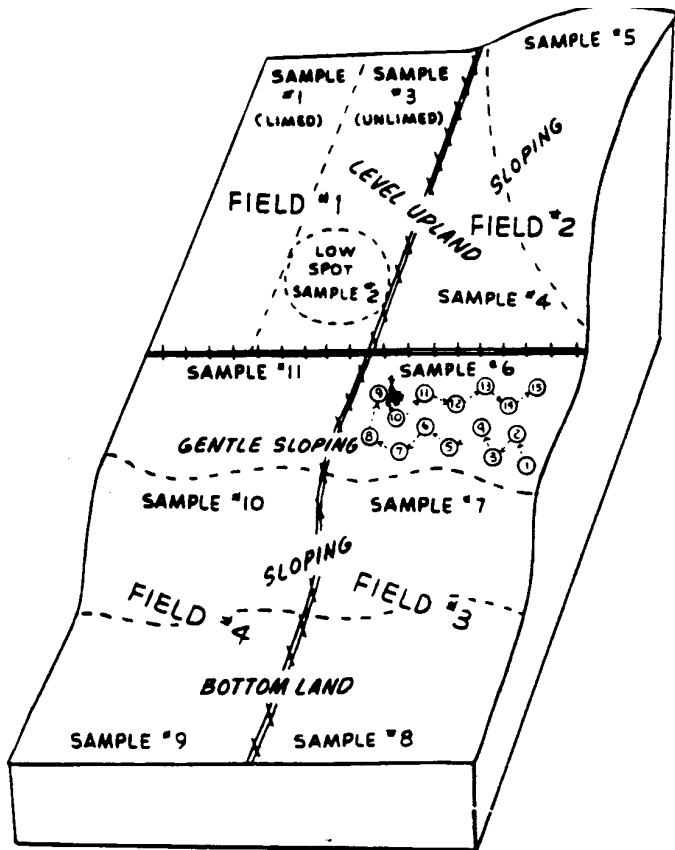 SAMPLE #5
SAMPLE
#1
(LIMED)
SAMPLE
#3
(UNLIMED)
SLOPING
LEVEL UPLAND
FIELD #1
FIELD #2
LOW
SPOT
SAMPLE #2
SAMPLE #4
SAMPLE #11
SAMPLE #6
9 11 13 15
10 12 14
8 6 4 2
7 5 3 1
GENTLE SLOPING
SAMPLE #10
SAMPLE #7
SLOPING
FIELD #4
FIELD #3
BOTTOM LAND
SAMPLE #9
SAMPLE #8